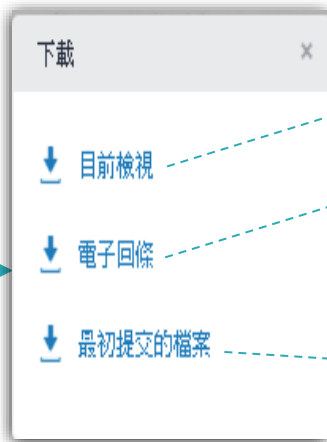 下載
目前檢視
電子回條
最初提交的檔案